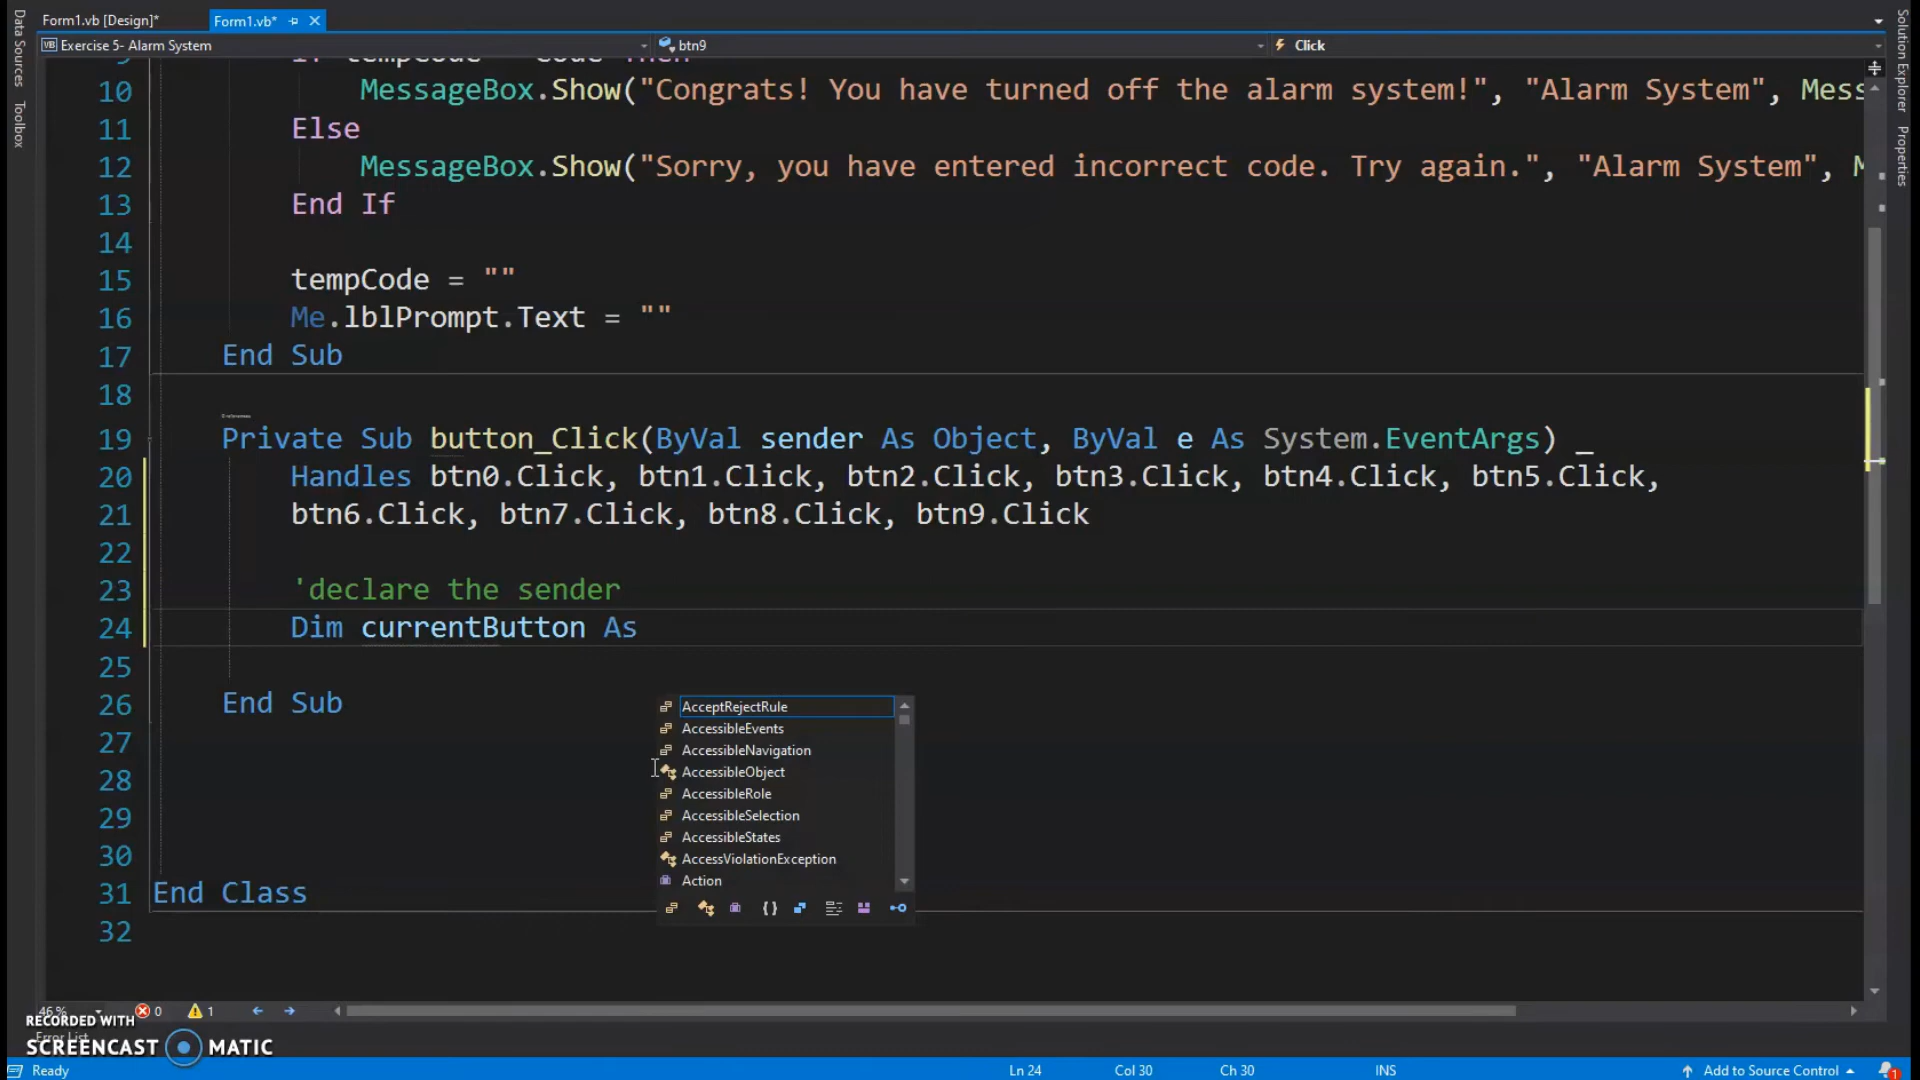 Form1.vb [Design]*
Form1.vb*
Data Sources
Toolbox
Solution Explorer
Properties
VB Exercise 5- Alarm System
btn9
Click
10 MessageBox.Show("Congrats! You have turned off the alarm system!", "Alarm System", Mess
11 Else
12 MessageBox.Show("Sorry, you have entered incorrect code. Try again.", "Alarm System", M
13 End If
14
15 tempCode = ""
16 Me.lblPrompt.Text = ""
17 End Sub
18
19 Private Sub button_Click(ByVal sender As Object, ByVal e As System.EventArgs) _
20 Handles btn0.Click, btn1.Click, btn2.Click, btn3.Click, btn4.Click, btn5.Click,
21 btn6.Click, btn7.Click, btn8.Click, btn9.Click
22
23 'declare the sender
24 Dim currentButton As
25
26 End Sub
27
28
29
30
31 End Class
32
AcceptRejectRule
AccessibleEvents
AccessibleNavigation
AccessibleObject
AccessibleRole
AccessibleSelection
AccessibleStates
AccessViolationException
Action
0
1
RECORDED WITH
SCREENCAST MATIC
Ready
Ln 24
Col 30
Ch 30
INS
Add to Source Control
1